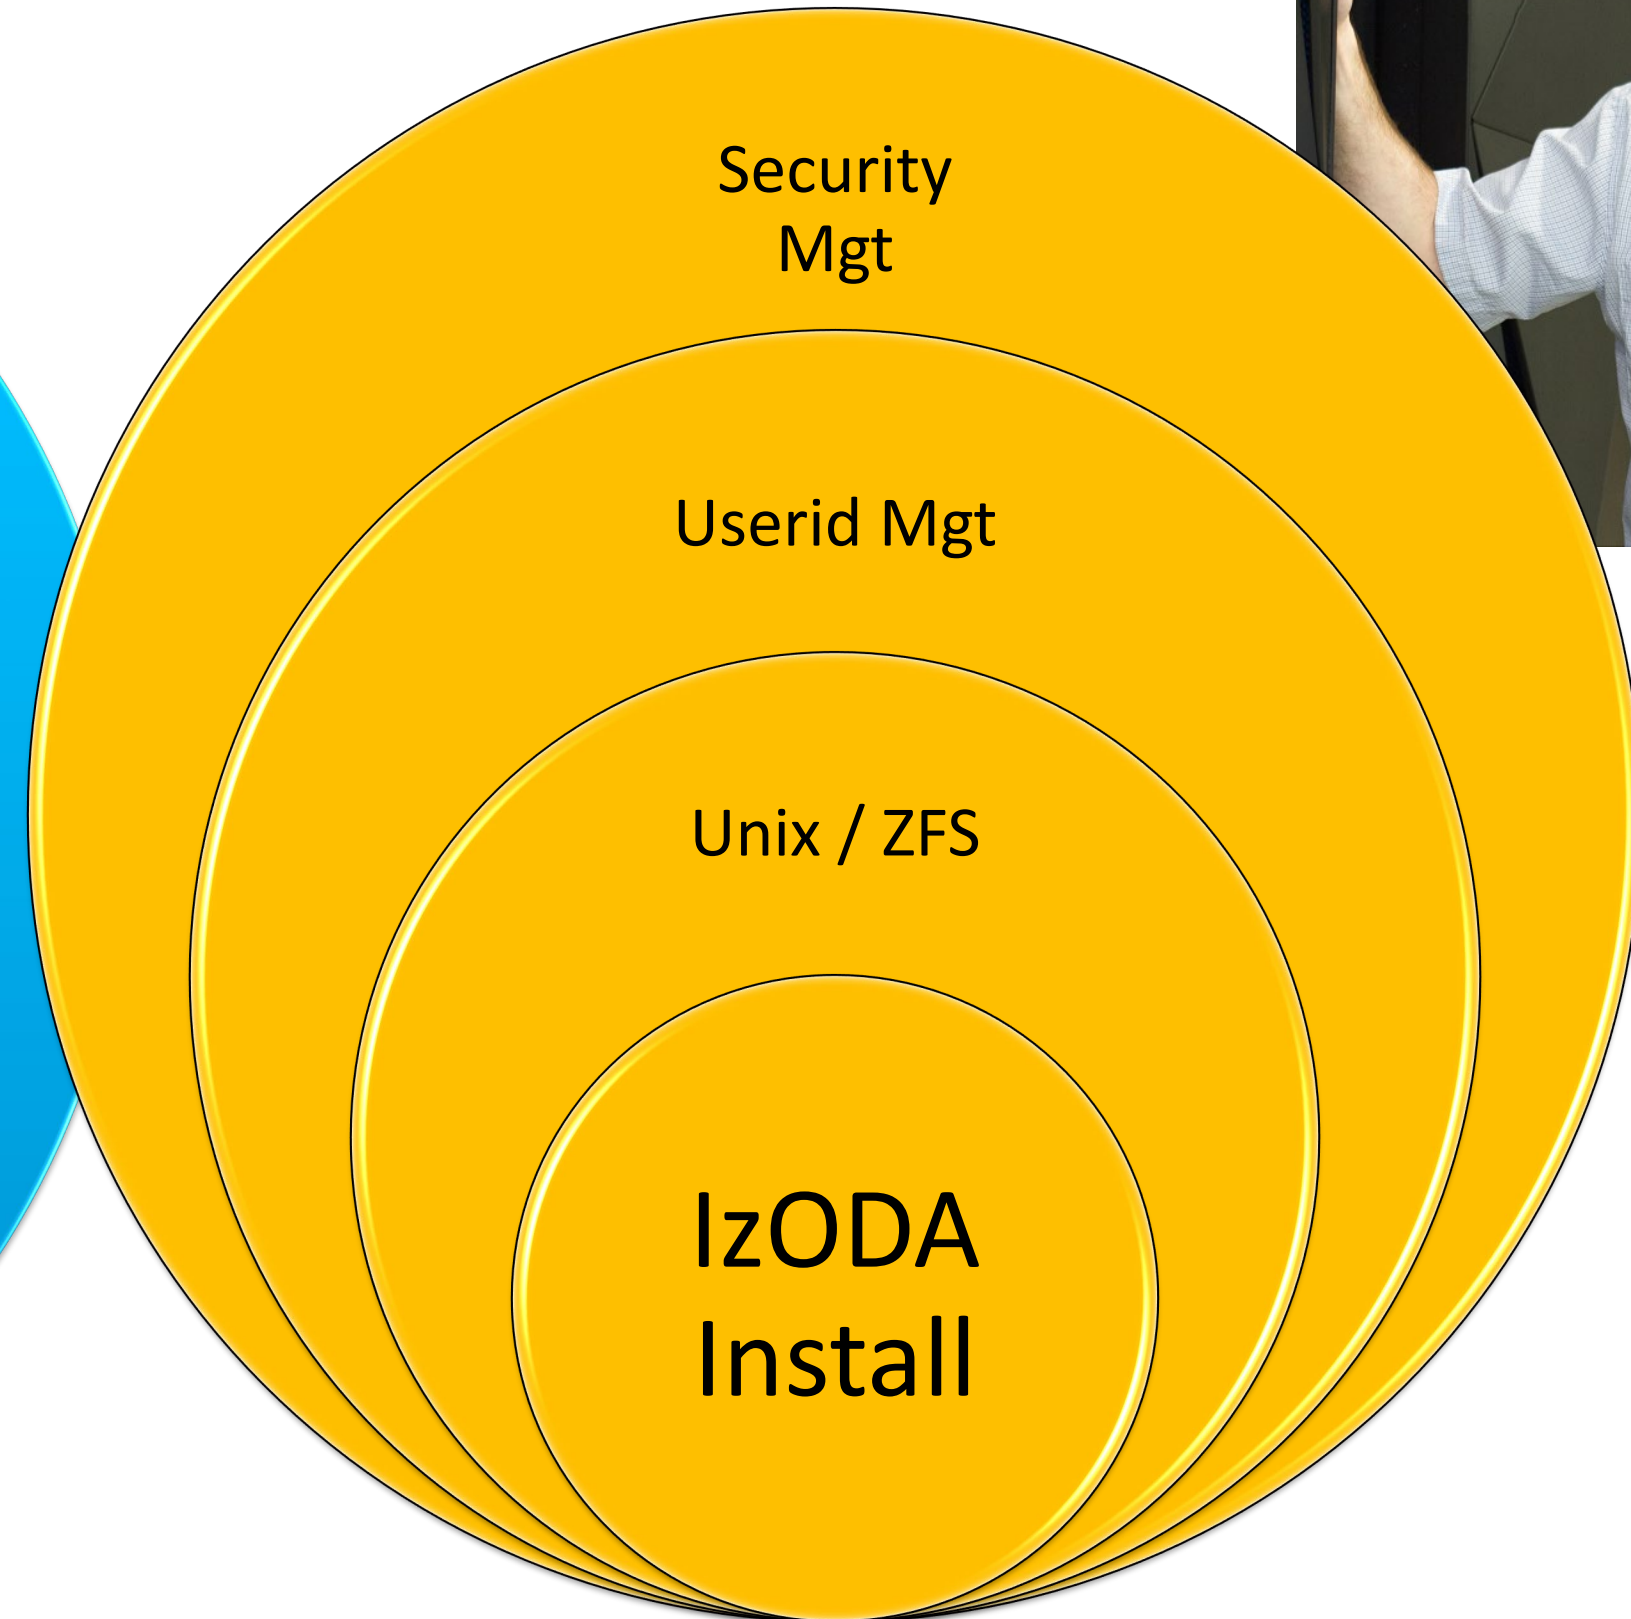 Security
Mgt
Userid Mgt
Unix / ZFS
IzODA
Install